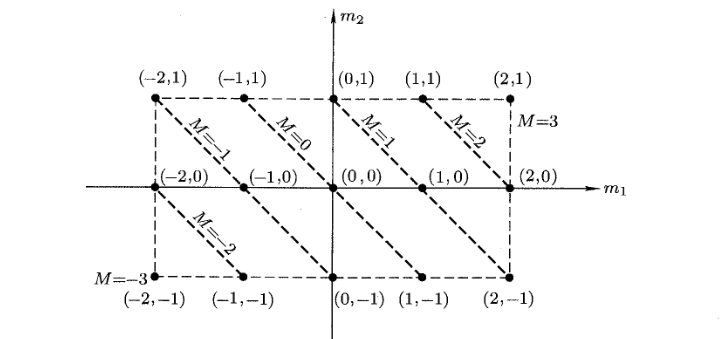 m₂
(−2,1) (−1,1) (0,1) (1,1) (2,1)
M=−1 M=0 M=1 M=2 M=3
(−2,0) (−1,0) (0,0) (1,0) (2,0)
m₁
M=−2
M=−3
(−2,−1) (−1,−1) (0,−1) (1,−1) (2,−1)